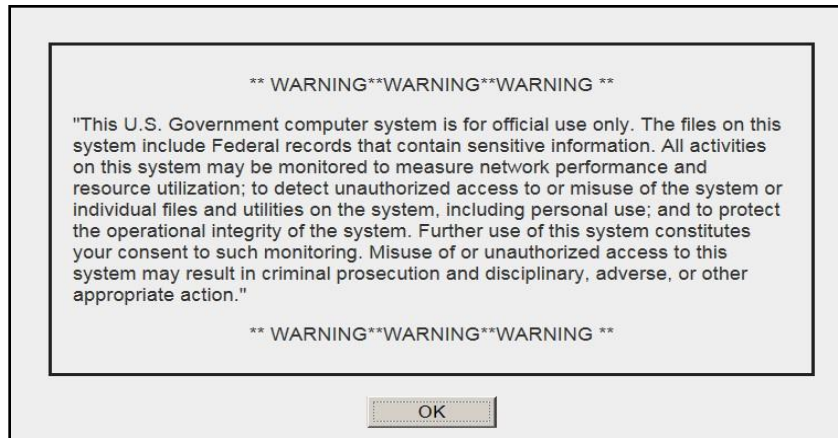 ** WARNING**WARNING**WARNING **
"This U.S. Government computer system is for official use only. The files on this
system include Federal records that contain sensitive information. All activities
on this system may be monitored to measure network performance and
resource utilization; to detect unauthorized access to or misuse of the system or
individual files and utilities on the system, including personal use; and to protect
the operational integrity of the system. Further use of this system constitutes
your consent to such monitoring. Misuse of or unauthorized access to this
system may result in criminal prosecution and disciplinary, adverse, or other
appropriate action."
** WARNING**WARNING**WARNING **
OK